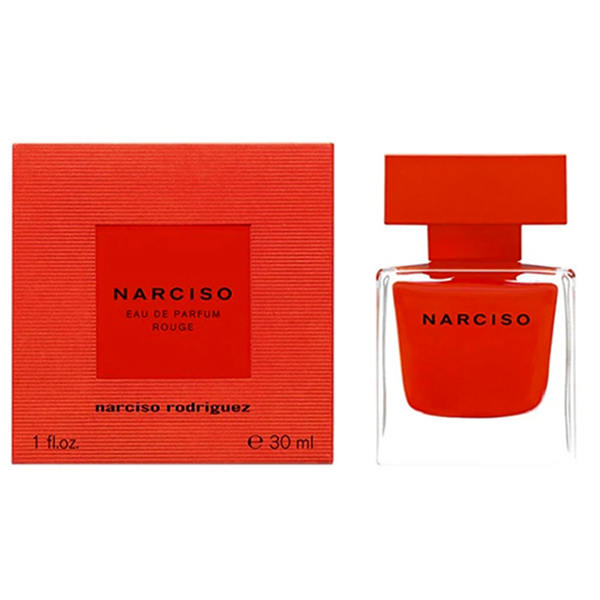 NARCISO
EAU DE PARFUM
ROUGE
narciso rodriguez
1 fl.oz.
℮ 30 ml
NARCISO